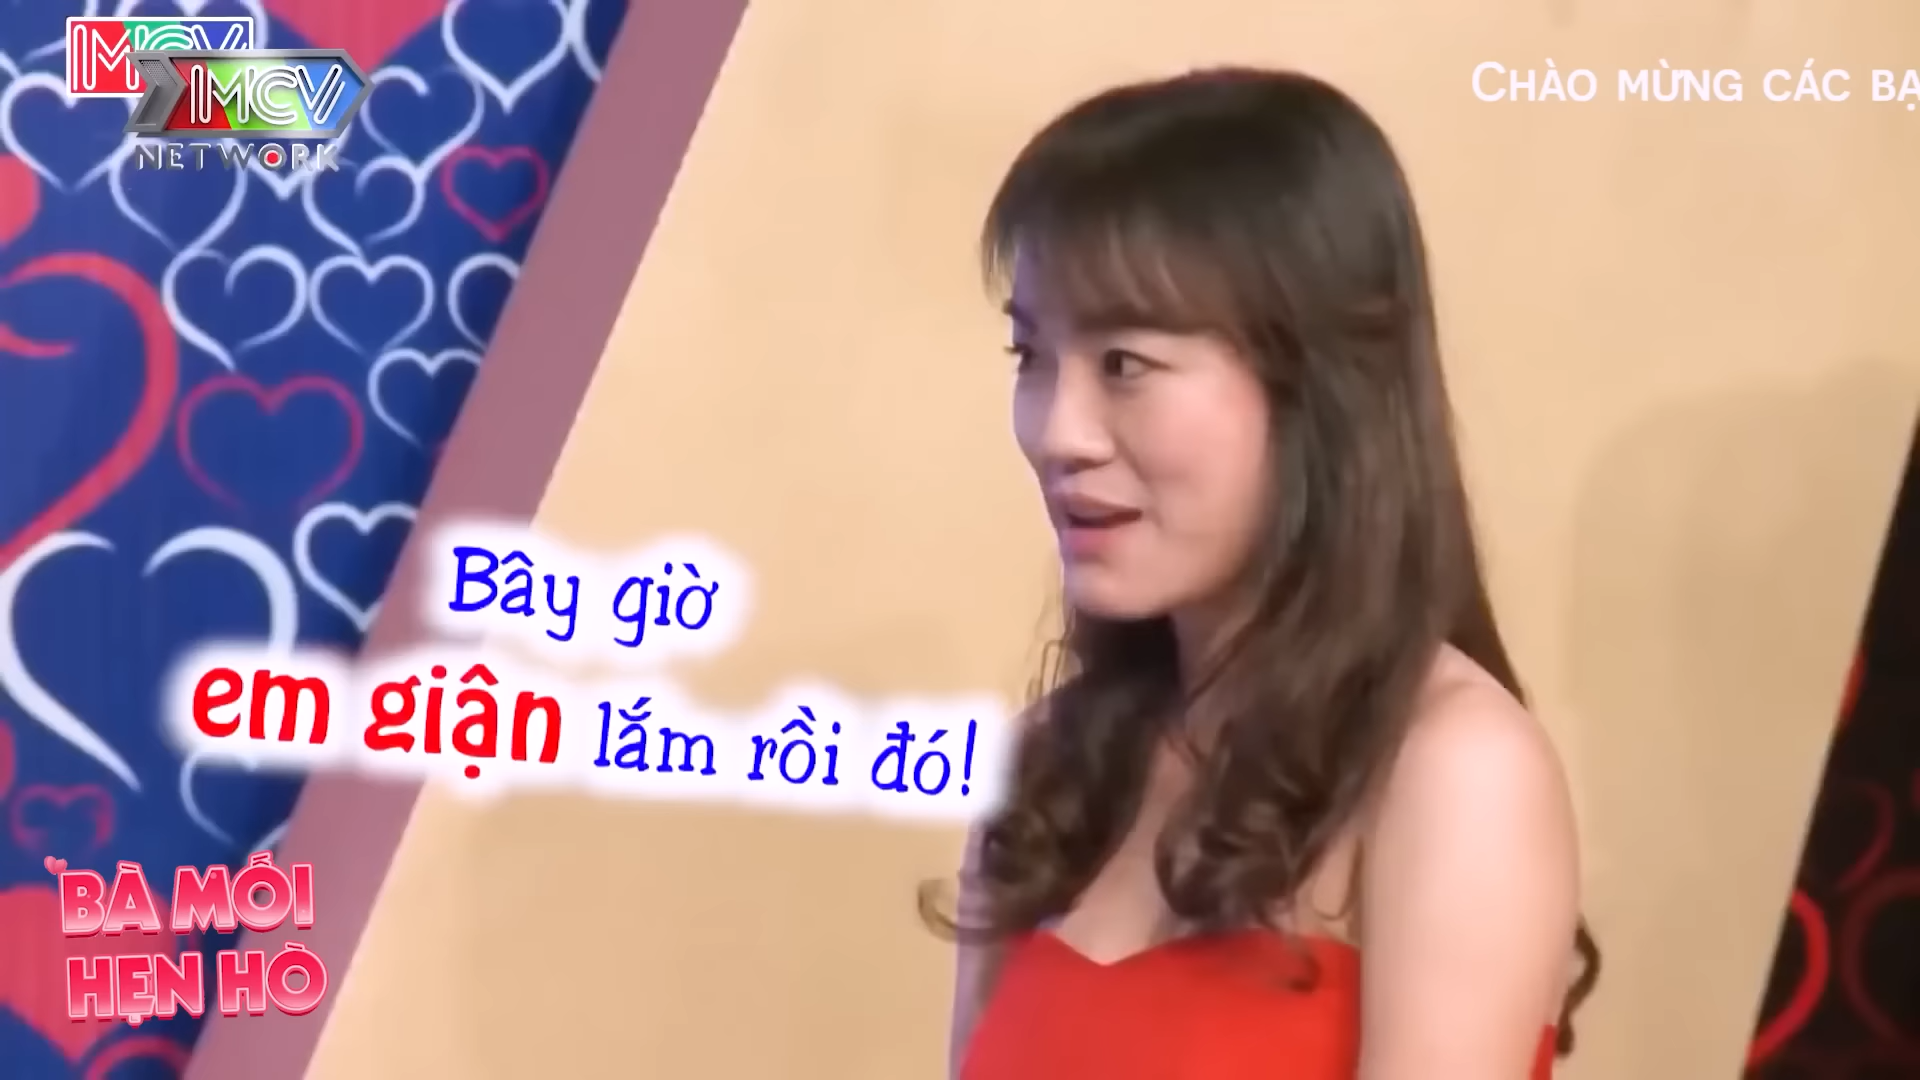 MCV
MCV
NETWORK
CHÀO MỪNG CÁC BẠ
Bây giờ
em giận lắm rồi đó!
BÀ MỐI
HẸN HÒ